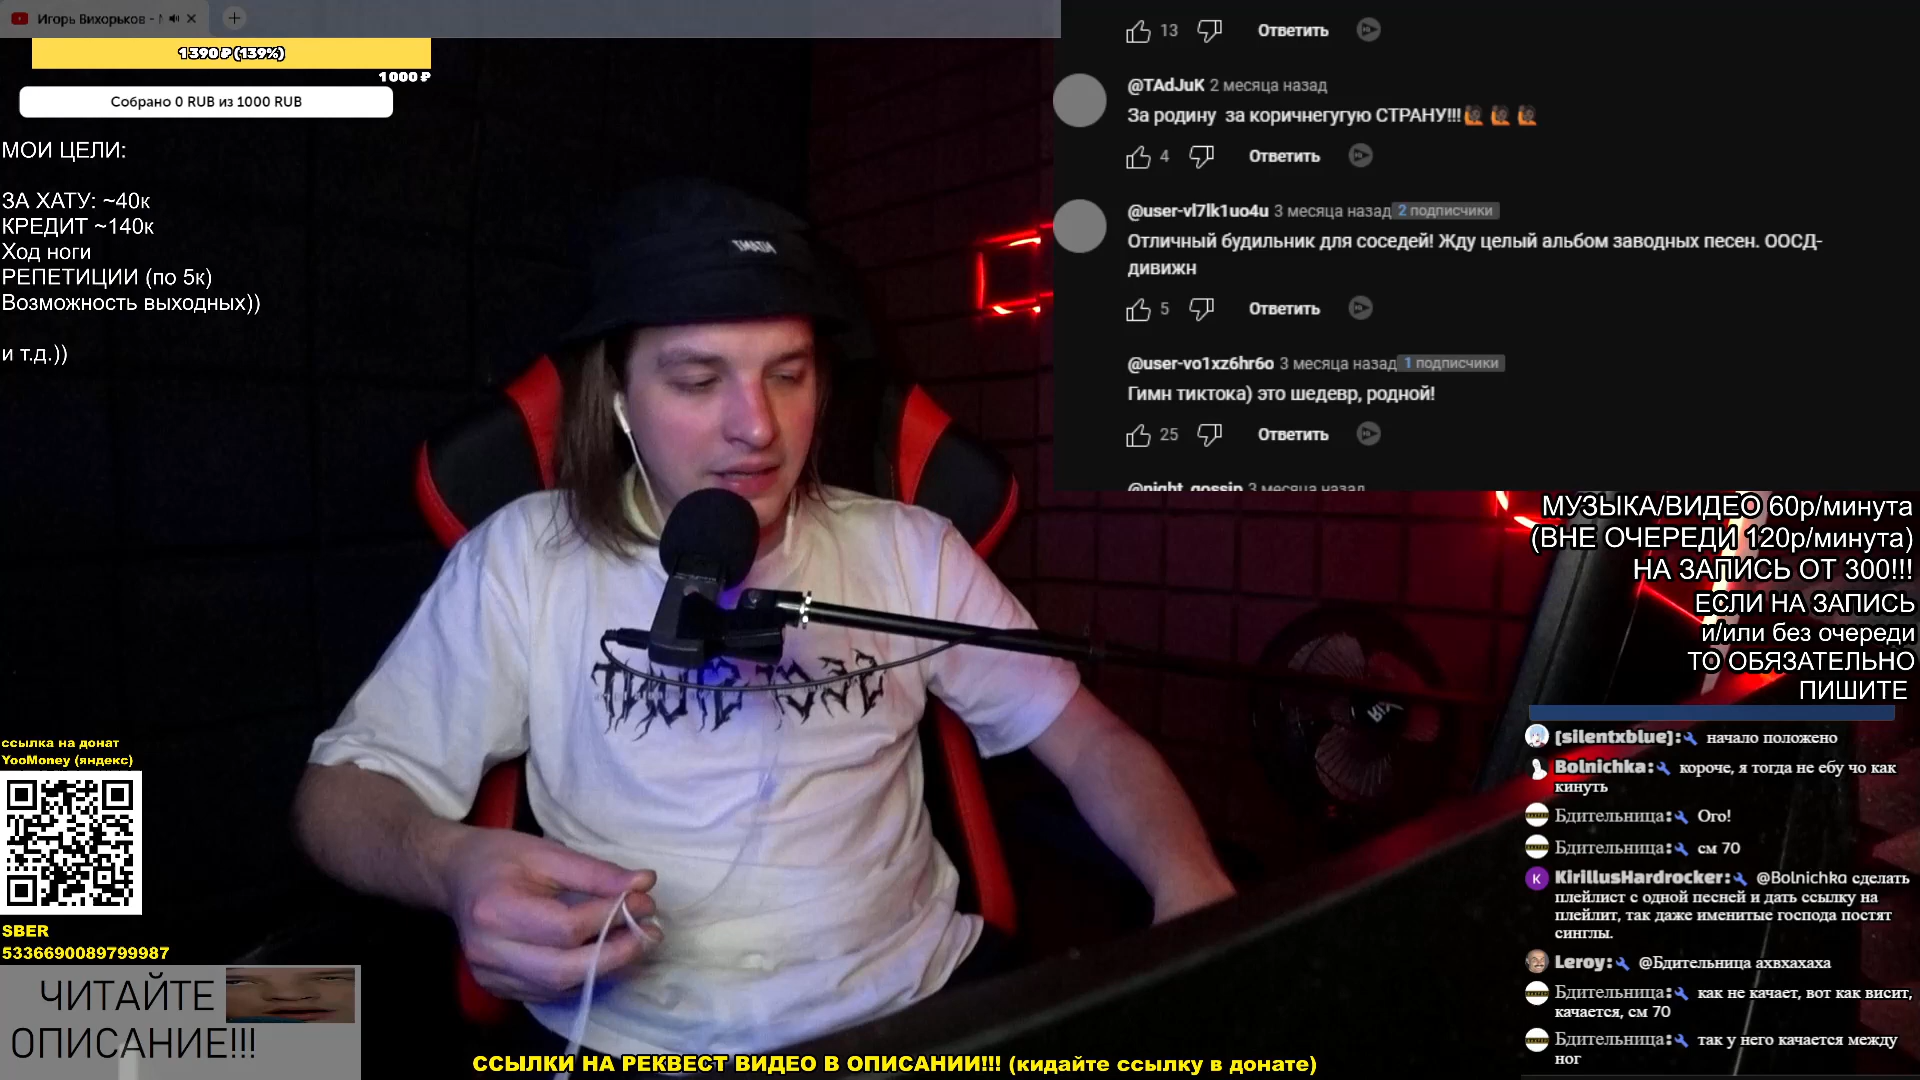 Игорь Вихорьков -
1390 ₽ (139%)
1000 ₽
Собрано 0 RUB из 1000 RUB
МОИ ЦЕЛИ:
ЗА ХАТУ: ~40к
КРЕДИТ ~140к
Ход ноги
РЕПЕТИЦИИ (по 5к)
Возможность выходных))
и т.д.))
13 Ответить
@TAdJuK 2 месяца назад
За родину за коричнегугую СТРАНУ!!!🙋🏿 🙋🏿 🙋🏿
4 Ответить
@user-vl7lk1uo4u 3 месяца назад 2 подписчики
Отличный будильник для соседей! Жду целый альбом заводных песен. ООСД-
дивижн
5 Ответить
@user-vo1xz6hr6o 3 месяца назад 1 подписчики
Гимн тиктока) это шедевр, родной!
25 Ответить
@night_gossip 3 месяца назад
МУЗЫКА/ВИДЕО 60р/минута
(ВНЕ ОЧЕРЕДИ 120р/минута)
НА ЗАПИСЬ ОТ 300!!!
ЕСЛИ НА ЗАПИСЬ
и/или без очереди
ТО ОБЯЗАТЕЛЬНО
ПИШИТЕ
(silentxblue): начало положено
Bolnichka: короче, я тогда не ебу чо как
кинуть
Бдительница: Ого!
Бдительница: см 70
KirillusHardrocker: @Bolnichka сделать
плейлист с одной песней и дать ссылку на
плейлит, так даже именитые господа постят
синглы.
Leroy: @Бдительница ахвхахаха
Бдительница: как не качает, вот как висит,
качается, см 70
Бдительница: так у него качается между
ног
ссылка на донат
YooMoney (яндекс)
SBER
5336690089799987
ЧИТАЙТЕ
ОПИСАНИЕ!!!
ССЫЛКИ НА РЕКВЕСТ ВИДЕО В ОПИСАНИИ!!! (кидайте ссылку в донате)